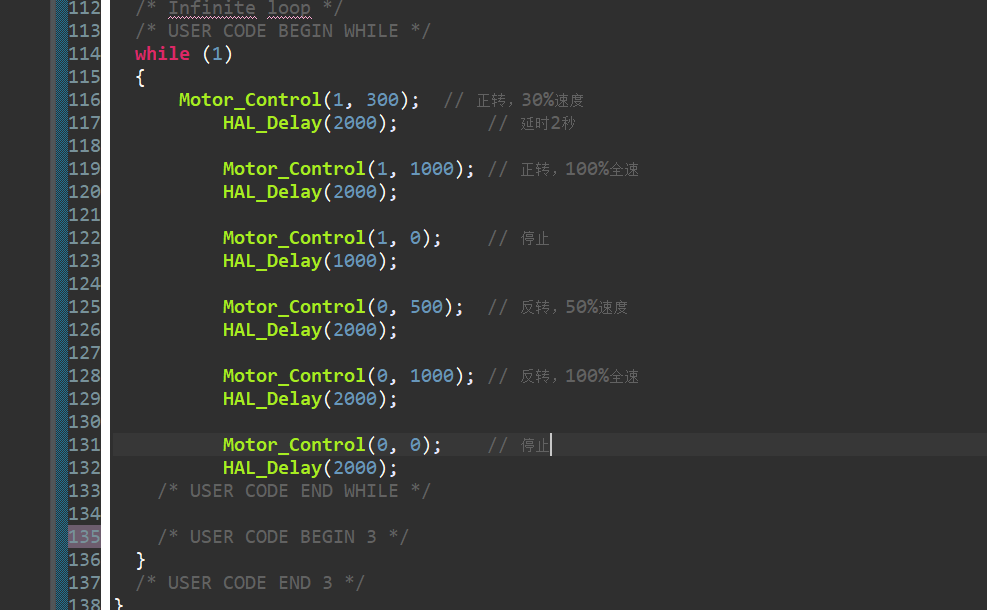 112 /* Infinite loop */
113 /* USER CODE BEGIN WHILE */
114 while (1)
115 {
116 Motor_Control(1, 300); // 正转，30%速度
117 HAL_Delay(2000); // 延时2秒
118
119 Motor_Control(1, 1000); // 正转，100%全速
120 HAL_Delay(2000);
121
122 Motor_Control(1, 0); // 停止
123 HAL_Delay(1000);
124
125 Motor_Control(0, 500); // 反转，50%速度
126 HAL_Delay(2000);
127
128 Motor_Control(0, 1000); // 反转，100%全速
129 HAL_Delay(2000);
130
131 Motor_Control(0, 0); // 停止
132 HAL_Delay(2000);
133 /* USER CODE END WHILE */
134
135 /* USER CODE BEGIN 3 */
136 }
137 /* USER CODE END 3 */
138 }